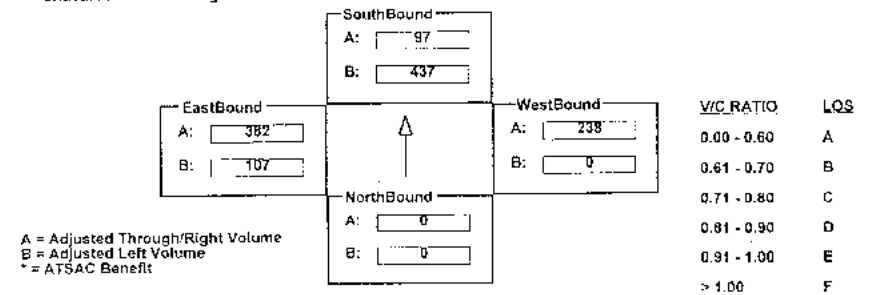 SouthBound
A: 97
B: 437
EastBound
A: 362
B: 107
WestBound
A: 238
B: 0
NorthBound
A: 0
B: 0
A = Adjusted Through/Right Volume
B = Adjusted Left Volume
* = ATSAC Benefit
V/C RATIO LOS
0.00 - 0.60 A
0.61 - 0.70 B
0.71 - 0.80 C
0.81 - 0.90 D
0.91 - 1.00 E
> 1.00 F